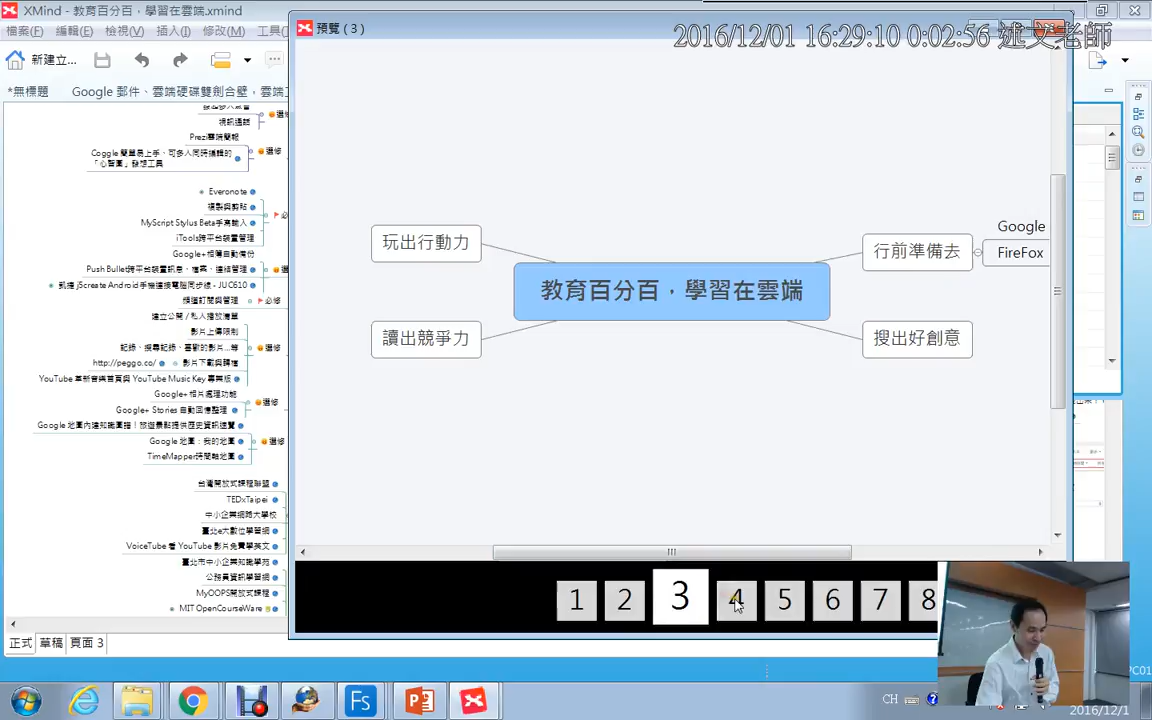 XMind - 教育百分百，學習在雲端.xmind
檔案(F) 編輯(E) 檢視(V) 插入(I) 修改(M) 工具(
新建立...
*無標題 Google 郵件、雲端硬碟雙劍合壁，雲端工
視訊通話
Prezi雲端簡報
Coggle 簡單易上手，可多人同時編輯的「心智圖」發想工具
選修
選修
Everonote
複製與剪貼
必
MyScript Stylus Beta手寫輸入
iTools跨平台裝置管理
Google+相簿自動備份
Push Bullet跨平台裝置訊息，檔案，連結管理
選修
凱捷 jScreate Android手機連接電腦同步線 - JUC610
頻道訂閱與管理
必修
建立公開 / 私人播放清單
影片上傳限制
記錄、搜尋記錄、喜歡的影片...等
選修
http://peggo.co/ 影片下載與轉檔
YouTube 革新音樂首頁與 YouTube Music Key 專業版
Google+相片處理功能
選修
Google+ Stories 自動回憶整理
Google 地圖內建知識圖譜！旅遊景點提供歷史資訊速覽
Google 地圖：我的地圖
選修
TimeMapper時間軸地圖
台灣開放式課程聯盟
TEDxTaipei
中小企業網路大學校
臺北e大數位學習網
VoiceTube 看 YouTube 影片免費學英文
臺北市中小企業知識學苑
公務員資訊學習網
MyOOPS開放式課程
MIT OpenCourseWare
正式 草稿 頁面 3
預覽 ( 3 )
2016/12/01 16:29:10 0:02:56 述文老師
玩出行動力
讀出競爭力
教育百分百，學習在雲端
行前準備去
Google
FireFox
搜出好創意
1 2 3 4 5 6 7 8
CH
PC01
2016/12/1